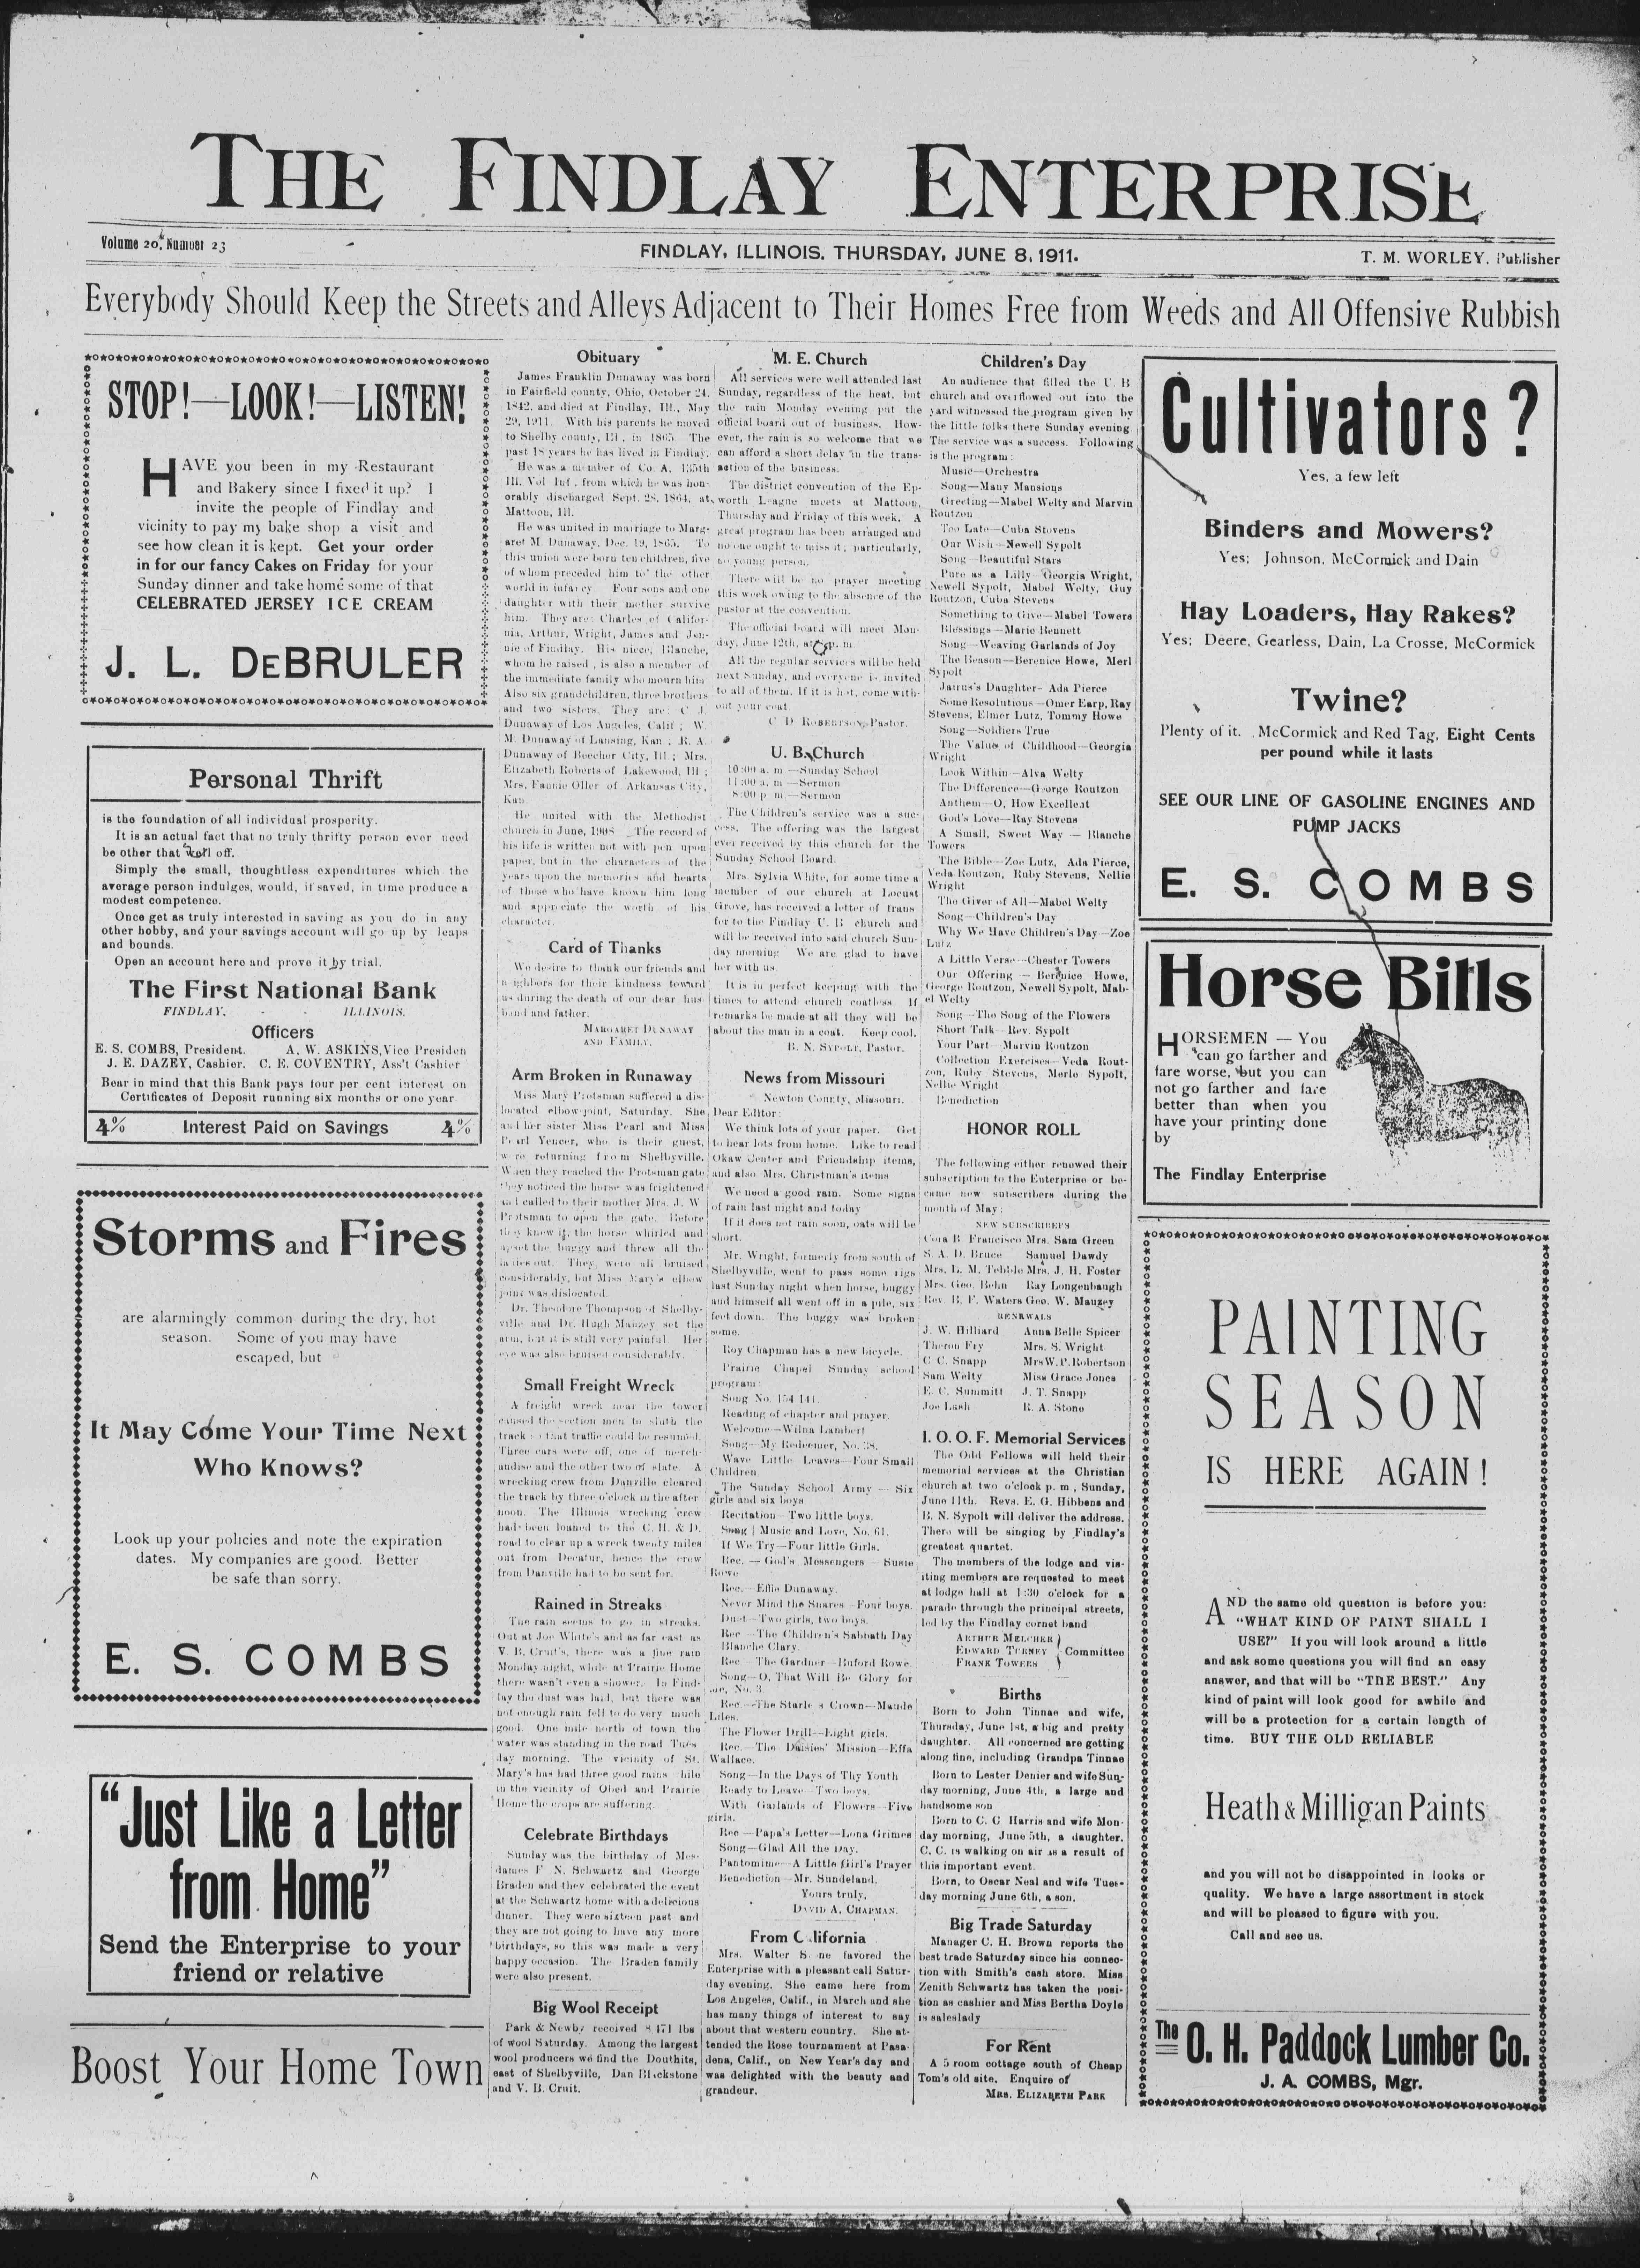 THE FINDLAY ENTERPRISE
Volume 20, Number 23
FINDLAY, ILLINOIS, THURSDAY, JUNE 8, 1911.
T. M. WORLEY, Publisher
Everybody Should Keep the Streets and Alleys Adjacent to Their Homes Free from Weeds and All Offensive Rubbish
STOP!—LOOK!—LISTEN!
HAVE you been in my Restaurant
and Bakery since I fixed it up? I
invite the people of Findlay and
vicinity to pay my bake shop a visit and
see how clean it is kept. Get your order
in for our fancy Cakes on Friday for your
Sunday dinner and take home some of that
CELEBRATED JERSEY ICE CREAM
J. L. DEBRULER
Personal Thrift
is the foundation of all individual prosperity.
It is an actual fact that no truly thrifty person ever need
be other that well off.
Simply the small, thoughtless expenditures which the
average person indulges, would, if saved, in time produce a
modest competence.
Once get as truly interested in saving as you do in any
other hobby, and your savings account will go up by leaps
and bounds.
Open an account here and prove it by trial.
The First National Bank
FINDLAY, - - ILLINOIS.
Officers
E. S. COMBS, President. A. W. ASKINS, Vice Presiden
J. E. DAZEY, Cashier. C. E. COVENTRY, Ass't Cashier
Bear in mind that this Bank pays four per cent interest on
Certificates of Deposit running six months or one year
4% Interest Paid on Savings 4%
Storms and Fires
are alarmingly common during the dry, hot
season. Some of you may have
escaped, but
It May Come Your Time Next
Who Knows?
Look up your policies and note the expiration
dates. My companies are good. Better
be safe than sorry.
E. S. COMBS
"Just Like a Letter
from Home"
Send the Enterprise to your
friend or relative
Boost Your Home Town
Obituary
James Franklin Dunaway was born
in Fairfield county, Ohio, October 24,
1842, and died at Findlay, Ill., May
29, 1911. With his parents he moved
to Shelby county, Ill, in 1865. The
past 18 years he has lived in Findlay.
He was a member of Co. A, 135th
Ill. Vol Inf, from which he was hon-
orably discharged Sept. 28, 1864, at
Mattoon, Ill.
He was united in mairiage to Marg-
aret M. Dunaway, Dec. 19, 1865. To
this union were born ten children, five
of whom preceded him to the other
world in infancy Four sons and one
daughter with their mother survive
him. They are: Charles of Califor-
nia, Arthur, Wright, James and Jen-
nie of Findlay. His niece, Blanche,
whom he raised, is also a member of
the immediate family who mourn him
Also six grandchildren, three brothers
and two sisters. They are: C J.
Dunaway of Los Angeles, Calif; W.
M. Dunaway of Lansing, Kan; R. A.
Dunaway of Beecher City, Ill; Mrs.
Elizabeth Roberts of Lakewood, Ill;
Mrs. Fannie Oller of Arkansas City,
Kan.
He united with the Methodist
church in June, 1908 The record of
his life is written not with pen upon
paper, but in the characters of the
years upon the memories and hearts
of those who have known him long
and appreciate the worth of his
character.
Card of Thanks
We desire to thank our friends and
neighbors for their kindness toward
us during the death of our dear hus-
band and father.
MARGARET DUNAWAY
AND FAMILY.
Arm Broken in Runaway
Miss Mary Protsman suffered a dis-
located elbow joint, Saturday. She
and her sister Miss Pearl and Miss
Pearl Yencer, who is their guest,
were returning from Shelbyville.
When they reached the Protsman gate
they noticed the horse was frightened
and called to their mother Mrs. J. W
Protsman to open the gate. Before
they knew it, the horse whirled and
upset the buggy and threw all the
ladies out. They were all bruised
considerably, but Miss Mary's elbow
joint was dislocated.
Dr. Theodore Thompson of Shelby-
ville and Dr. Hugh Mauzey set the
arm, but it is still very painful. Her
eye was also bruised considerably.
Small Freight Wreck
A freight wreck near the tower
caused the section men to sluth the
track so that traffic could be resumed.
Three cars were off, one of merch-
andise and the other two of slate. A
wrecking crew from Danville cleared
the track by three o'clock in the after
noon. The Illinois wrecking crew
had been loaned to the C. H. & D.
road to clear up a wreck twenty miles
out from Decatur, hence the crew
from Danville had to be sent for.
Rained in Streaks
The rain seems to go in streaks.
Out at Joe White's and as far east as
V. B. Cruit's, there was a fine rain
Monday night, while at Prairie Home
there wasn't even a shower. In Find-
lay the dust was laid, but there was
not enough rain fell to do very much
good. One mile north of town the
water was standing in the road Tues
day morning. The vicinity of St.
Mary's has had three good rains hile
in the vicinity of Obed and Prairie
Home the crops are suffering.
Celebrate Birthdays
Sunday was the birthday of Mes-
dames F N. Schwartz and George
Braden and they celebrated the event
at the Schwartz home with a delicious
dinner. They were sixteen past and
they are not going to have any more
birthdays, so this was made a very
happy occasion. The Braden family
were also present.
Big Wool Receipt
Park & Newby received 8,471 lbs
of wool Saturday. Among the largest
wool producers we find the Douthits,
east of Shelbyville, Dan Blackstone
and V. B. Cruit.
M. E. Church
All services were well attended last
Sunday, regardless of the heat, but
the rain Monday evening put the
official board out of business. How-
ever, the rain is so welcome that we
can afford a short delay in the trans-
action of the business.
The district convention of the Ep-
worth League meets at Mattoon,
Thursday and Friday of this week. A
great program has been arranged and
no one ought to miss it; particularly,
no young person.
There will be no prayer meeting
this week owing to the absence of the
pastor at the convention.
The official board will meet Mon-
day, June 12th, at p. m
All the regular services will be held
next Sunday, and everyone is invited
to all of them. If it is hot, come with-
out your coat
C D ROBERTSON, Pastor.
U. B. Church
10:00 a. m —Sunday School
11:00 a. m —Sermon
8:00 p m —Sermon
The Children's service was a suc-
cess. The offering was the largest
ever received by this church for the
Sunday School Board.
Mrs. Sylvia White, for some time a
member of our church at Locust
Grove, has received a letter of trans
fer to the Findlay U. B church and
will be received into said church Sun-
day morning We are glad to have
her with us.
It is in perfect keeping with the
times to attend church coatless. If
remarks be made at all they will be
about the man in a coat. Keep cool.
B. N. SYPOLT, Pastor.
News from Missouri
Newton County, Missouri.
Dear Editor:
We think lots of your paper. Get
to hear lots from home. Like to read
Okaw Center and Friendship items,
and also Mrs. Christman's items
We need a good rain. Some signs
of rain last night and today
If it does not rain soon, oats will be
short.
Mr. Wright, formerly from south of
Shelbyville, went to pass some rigs
last Sunday night when horse, buggy
and himself all went off in a pile, six
feet down. The buggy was broken
some.
Roy Chapman has a new bicycle.
Prairie Chapel Sunday school
program:
Song No. 154-141.
Reading of chapter and prayer.
Welcome—Wilna Lambert
Song—My Redeemer, No. 38.
Wave Little Leaves—Four Small
Children
The Sunday School Army — Six
girls and six boys
Recitation—Two little boys.
Song | Music and Love, No. 61.
If We Try—Four little Girls.
Rec. — God's Messengers — Susie
Rowe
Rec.—Effie Dunaway.
Never Mind the Snares—Four boys.
Duet—Two girls, two boys.
Rec—The Children's Sabbath Day
Blanche Clary.
Rec—The Gardner—Buford Rowe.
Song—O, That Will Be Glory for
me, No. 3
Rec.—The Starle s Crown—Maude
Liles.
The Flower Drill—Eight girls.
Rec.—The Daisies' Mission—Effa
Wallace.
Song—In the Days of Thy Youth
Ready to Leave—Two boys.
With Garlands of Flowers—Five
girls.
Rec—Papa's Letter—Lona Grimes
Song—Glad All the Day.
Pantomime—A Little Girl's Prayer
Benediction—Mr. Sundeland.
Yours truly,
DAVID A. CHAPMAN.
From C lifornia
Mrs. Walter S ne favored the
Enterprise with a pleasant call Satur-
day evening. She came here from
Los Angeles, Calif., in March and she
has many things of interest to say
about that western country. She at-
tended the Rose tournament at Pasa-
dena, Calif., on New Year's day and
was delighted with the beauty and
grandeur.
Children's Day
An audience that filled the U. B
church and overflowed out into the
yard witnessed the program given by
the little folks there Sunday evening
The service was a success. Following
is the program:
Music—Orchestra
Song—Many Mansions
Greeting—Mabel Welty and Marvin
Routzon
Too Late—Cuba Stevens
Our Wish—Newell Sypolt
Song—Beautiful Stars
Pure as a Lilly—Georgia Wright,
Newell Sypolt, Mabel Welty, Guy
Routzon, Cuba Stevens
Something to Give—Mabel Towers
Blessings—Marie Bennett
Song—Weaving Garlands of Joy
The Reason—Berenice Howe, Merl
Sypolt
Jairus's Daughter—Ada Pierce
Some Resolutions—Omer Earp, Ray
Stevens, Elmer Lutz, Tommy Howe
Song—Soldiers True
The Value of Childhood—Georgia
Wright
Look Within—Alva Welty
The Difference—George Routzon
Anthem—O, How Excellent
God's Love—Ray Stevens
A Small, Sweet Way — Blanche
Towers
The Bible—Zoe Lutz, Ada Pierce,
Veda Routzon, Ruby Stevens, Nellie
Wright
The Giver of All—Mabel Welty
Song—Children's Day
Why We Have Children's Day—Zoe
Lutz
A Little Verse—Chester Towers
Our Offering — Berenice Howe,
George Routzon, Newell Sypolt, Mab-
el Welty
Song—The Song of the Flowers
Short Talk—Rev. Sypolt
Your Part—Marvin Routzon
Collection Exercises—Veda Rout-
zon, Ruby Stevens, Merle Sypolt,
Nellie Wright
Benediction
HONOR ROLL
The following either renewed their
subscription to the Enterprise or be-
came new subscribers during the
month of May:
NEW SUBSCRIBERS
Cora B Francisco Mrs. Sam Green
S. A. D. Bruce Samuel Dawdy
Mrs. L. M. Tebble Mrs. J. H. Foster
Mrs. Geo. Behn Ray Longenbaugh
Rev. B. F. Waters Geo. W. Mauzey
RENEWALS
J. W. Hilliard Anna Belle Spicer
Theron Fry Mrs. S. Wright
C C. Snapp Mrs W. P. Robertson
Sam Welty Miss Grace Jones
E. C. Summitt J. T. Snapp
Joe Lash R. A. Stone
I. O. O. F. Memorial Services
The Odd Fellows will held their
memorial services at the Christian
church at two o'clock p. m, Sunday,
June 11th. Revs. E. G. Hibbens and
B. N. Sypolt will deliver the address.
There will be singing by Findlay's
greatest quartet.
The members of the lodge and vis-
iting members are requested to meet
at lodge hall at 1:30 o'clock for a
parade through the principal streets,
led by the Findlay cornet band
ARTHUR MELCHER
EDWARD TURNEY Committee
FRANK TOWERS
Births
Born to John Tinnae and wife,
Thursday, June 1st, a big and pretty
daughter. All concerned are getting
along fine, including Grandpa Tinnae
Born to Lester Denier and wife Sun-
day morning, June 4th, a large and
handsome son
Born to C. C Harris and wife Mon-
day morning, June 5th, a daughter.
C. C. is walking on air as a result of
this important event.
Born, to Oscar Neal and wife Tues-
day morning June 6th, a son.
Big Trade Saturday
Manager C. H. Brown reports the
best trade Saturday since his connec-
tion with Smith's cash store. Miss
Zenith Schwartz has taken the posi-
tion as cashier and Miss Bertha Doyle
is saleslady
For Rent
A 5 room cottage south of Cheap
Tom's old site. Enquire of
MRS. ELIZABETH PARK
Cultivators?
Yes, a few left
Binders and Mowers?
Yes; Johnson, McCormick and Dain
Hay Loaders, Hay Rakes?
Yes; Deere, Gearless, Dain, La Crosse, McCormick
Twine?
Plenty of it. McCormick and Red Tag, Eight Cents
per pound while it lasts
SEE OUR LINE OF GASOLINE ENGINES AND
PUMP JACKS
E. S. COMBS
Horse Bills
HORSEMEN — You
can go farther and
fare worse, but you can
not go farther and fare
better than when you
have your printing done
by
The Findlay Enterprise
PAINTING
SEASON
IS HERE AGAIN!
AND the same old question is before you:
"WHAT KIND OF PAINT SHALL I
USE?" If you will look around a little
and ask some questions you will find an easy
answer, and that will be "THE BEST." Any
kind of paint will look good for awhile and
will be a protection for a certain length of
time. BUY THE OLD RELIABLE
Heath & Milligan Paints
and you will not be disappointed in looks or
quality. We have a large assortment in stock
and will be pleased to figure with you.
Call and see us.
The O. H. Paddock Lumber Co.
J. A. COMBS, Mgr.